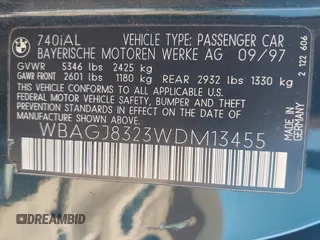 740iAL VEHICLE TYPE: PASSENGER CAR
BAYERISCHE MOTOREN WERKE AG 09/97
GVWR 5346 lbs 2425 kg
GAWR FRONT 2601 lbs 1180 kg REAR 2932 lbs 1330 kg
THIS VEHICLE CONFORMS TO ALL APPLICABLE FEDERAL MOTOR VEHICLE SAFETY, BUMPER, AND THEFT PREVENTION STANDARDS IN EFFECT ON THE DATE OF MANUFACTURE SHOWN ABOVE
WBAGJ8323WDM13455
MADE IN GERMANY
2 122 606
DREAMBID